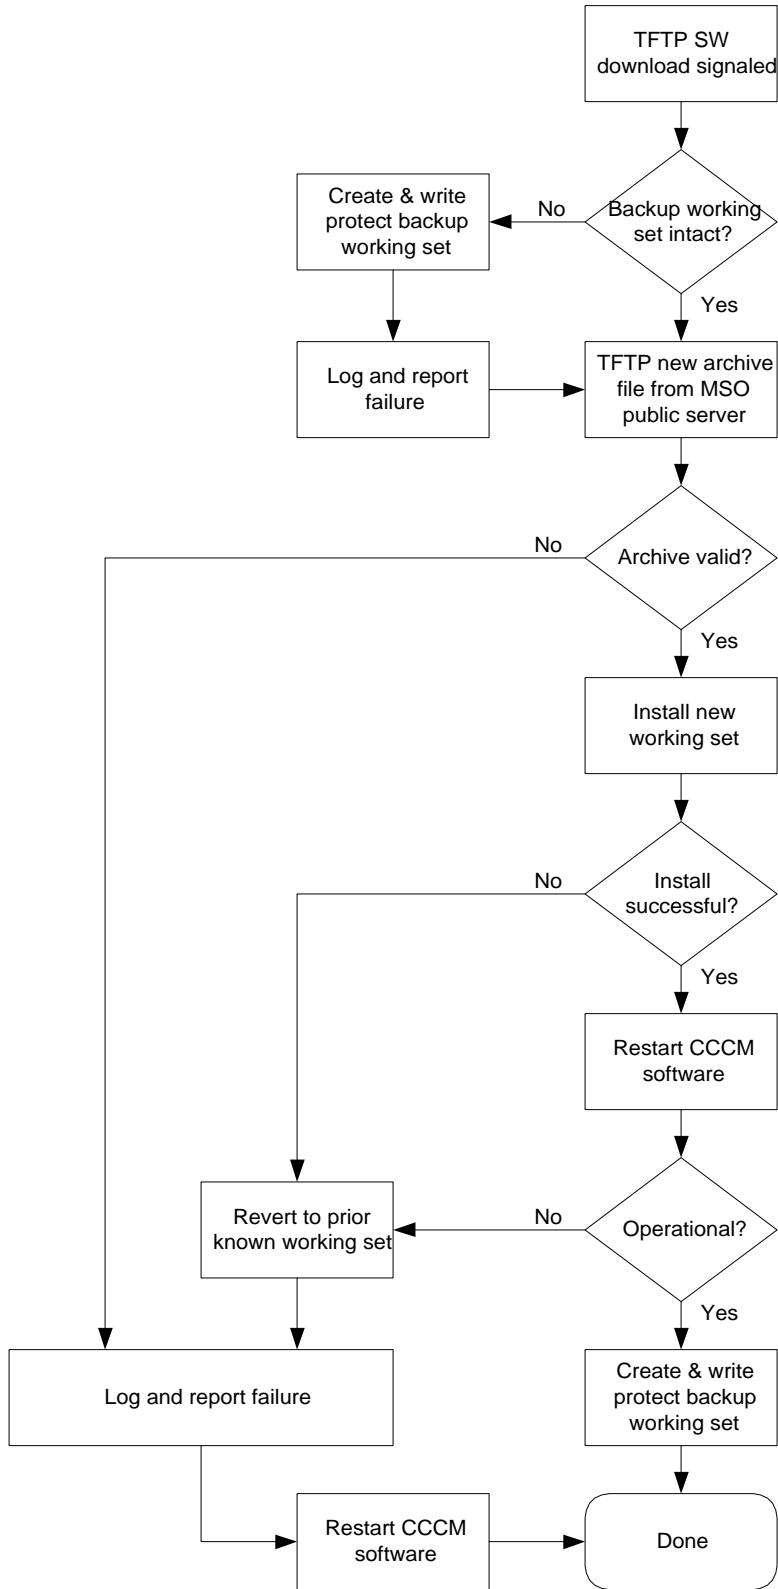 TFTP SW
download signaled
Backup working
set intact?
No
Create & write
protect backup
working set
Yes
Log and report
failure
TFTP new archive
file from MSO
public server
No
Archive valid?
Yes
Install new
working set
No
Install
successful?
Yes
Restart CCCM
software
Revert to prior
known working set
No
Operational?
Yes
Log and report failure
Create & write
protect backup
working set
Restart CCCM
software
Done